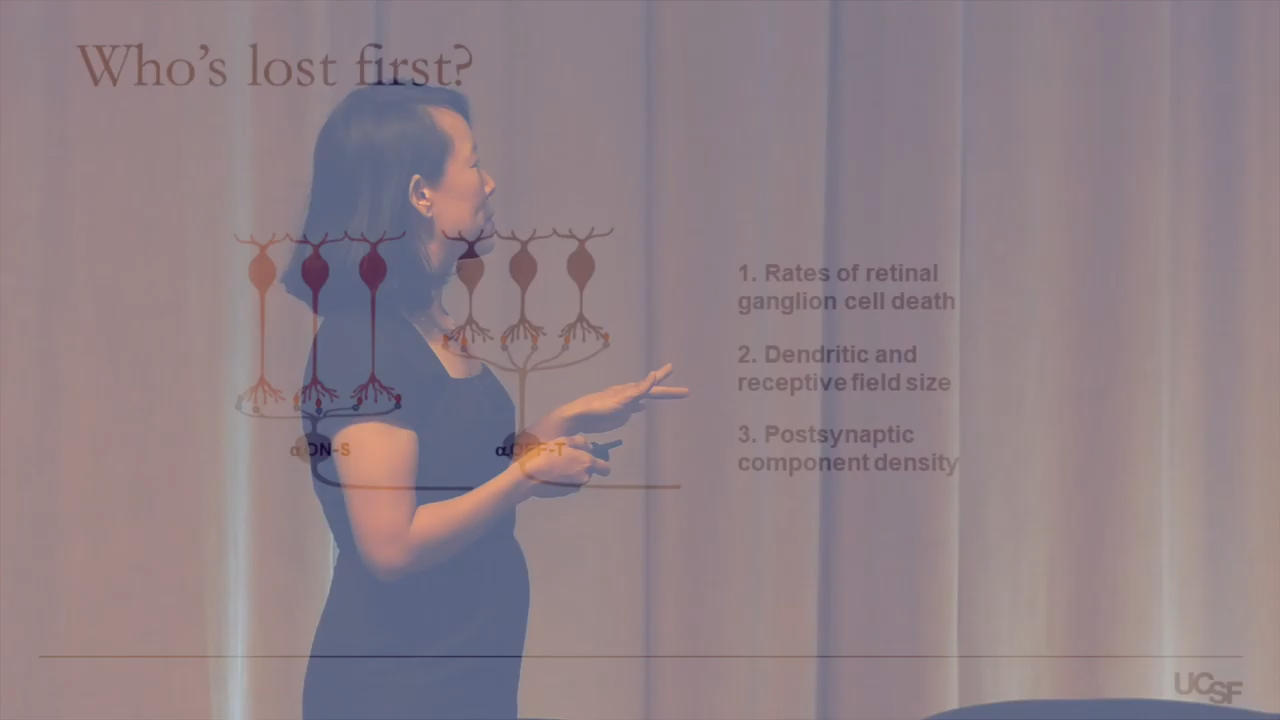 Who's lost first?
1. Rates of retinal
ganglion cell death
2. Dendritic and
receptive field size
3. Postsynaptic
component density
αON-S
αOFF-T
UCSF